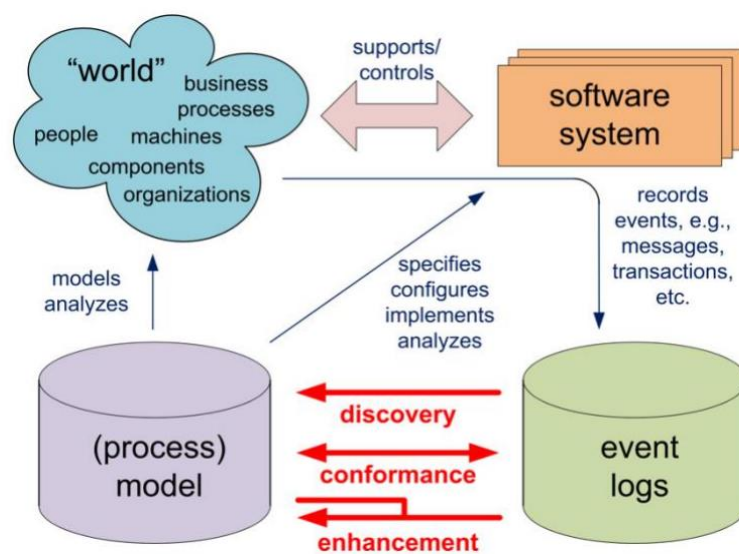 “world”
business
processes
people
machines
components
organizations
supports/
controls
software
system
records
events, e.g.,
messages,
transactions,
etc.
models
analyzes
specifies
configures
implements
analyzes
(process)
model
discovery
conformance
enhancement
event
logs